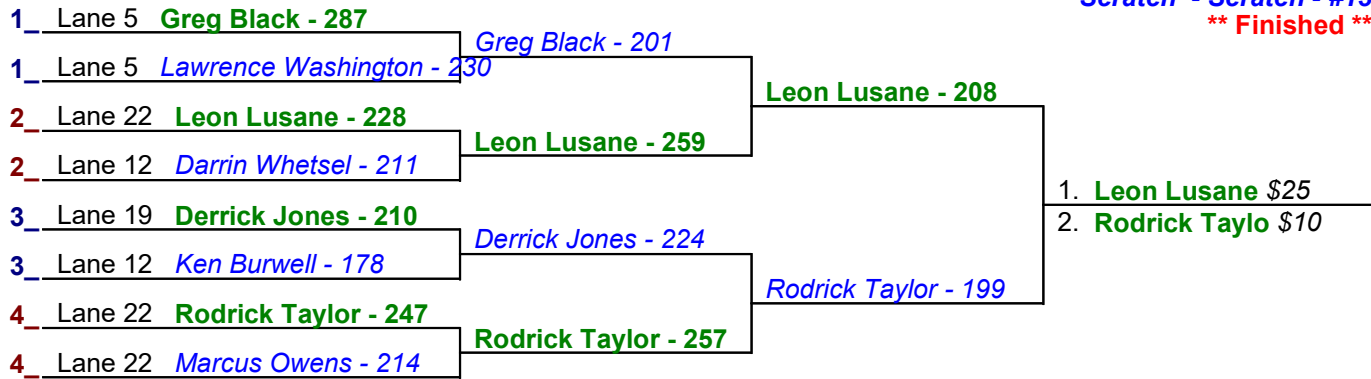 Scratch - Scratch - #19
** Finished **
1_ Lane 5 Greg Black - 287
Greg Black - 201
1_ Lane 5 Lawrence Washington - 230
Leon Lusane - 208
2_ Lane 22 Leon Lusane - 228
Leon Lusane - 259
2_ Lane 12 Darrin Whetsel - 211
1. Leon Lusane $25
3_ Lane 19 Derrick Jones - 210
2. Rodrick Taylo $10
Derrick Jones - 224
3_ Lane 12 Ken Burwell - 178
Rodrick Taylor - 199
4_ Lane 22 Rodrick Taylor - 247
Rodrick Taylor - 257
4_ Lane 22 Marcus Owens - 214